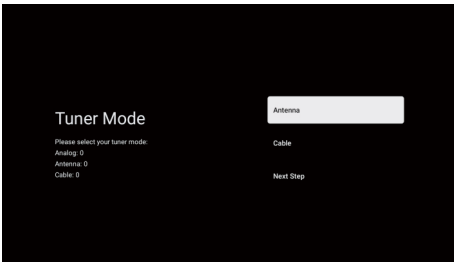 Tuner Mode
Please select your tuner mode:
Analog: 0
Antenna: 0
Cable: 0
Antenna
Cable
Next Step